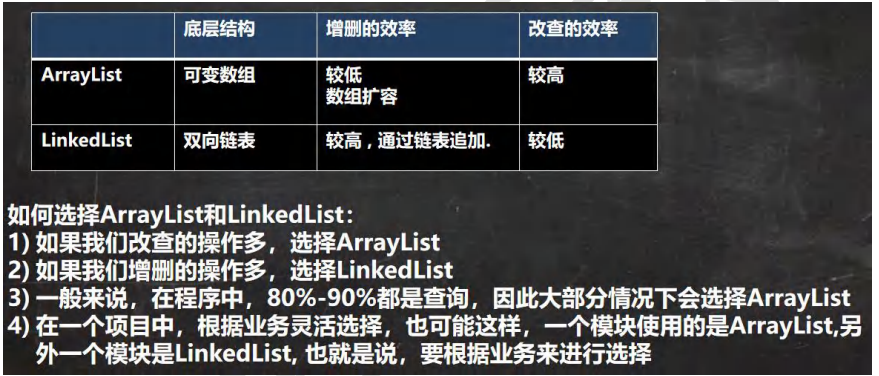 底层结构 增删的效率 改查的效率
ArrayList 可变数组 较低 较高
数组扩容
LinkedList 双向链表 较高，通过链表追加. 较低
如何选择ArrayList和LinkedList：
1) 如果我们改查的操作多，选择ArrayList
2) 如果我们增删的操作多，选择LinkedList
3) 一般来说，在程序中，80%-90%都是查询，因此大部分情况下会选择ArrayList
4) 在一个项目中，根据业务灵活选择，也可能这样，一个模块使用的是ArrayList,另
外一个模块是LinkedList, 也就是说，要根据业务来进行选择